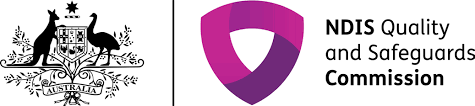 AUSTRALIA
NDIS Quality
and Safeguards
Commission